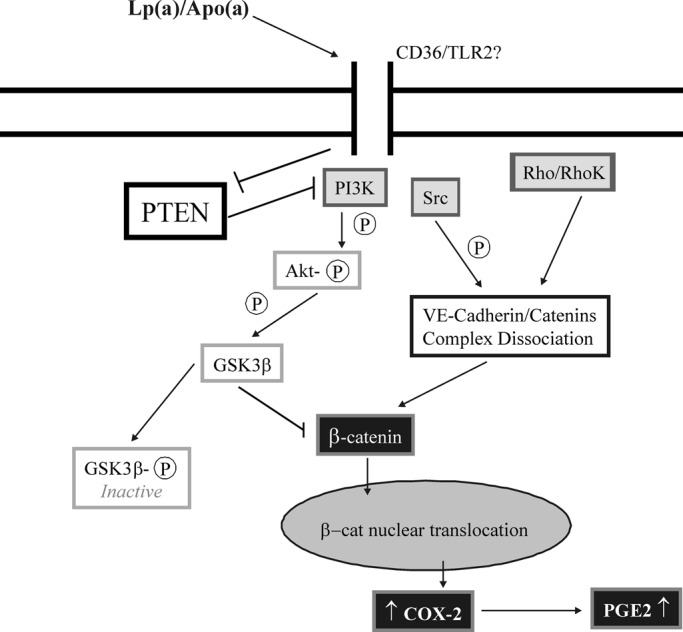 Lp(a)/Apo(a)
CD36/TLR2?
Rho/RhoK
PI3K
Src
PTEN
P
P
Akt- P
P
VE-Cadherin/Catenins
Complex Dissociation
GSK3β
β-catenin
GSK3β- P
Inactive
β–cat nuclear translocation
↑ COX-2
PGE2 ↑